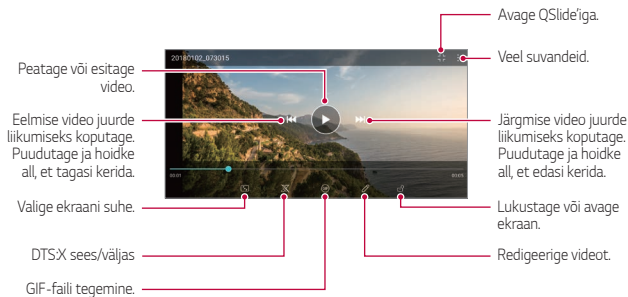 Avage QSlide’iga.
20180102_073015
Veel suvandeid.
Peatage või esitage
video.
Eelmise video juurde
liikumiseks koputage.
Puudutage ja hoidke
all, et tagasi kerida.
Järgmise video juurde
liikumiseks koputage.
Puudutage ja hoidke
all, et edasi kerida.
00:01
00:05
Valige ekraani suhe.
Lukustage või avage
ekraan.
DTS:X sees/väljas
Redigeerige videot.
GIF-faili tegemine.